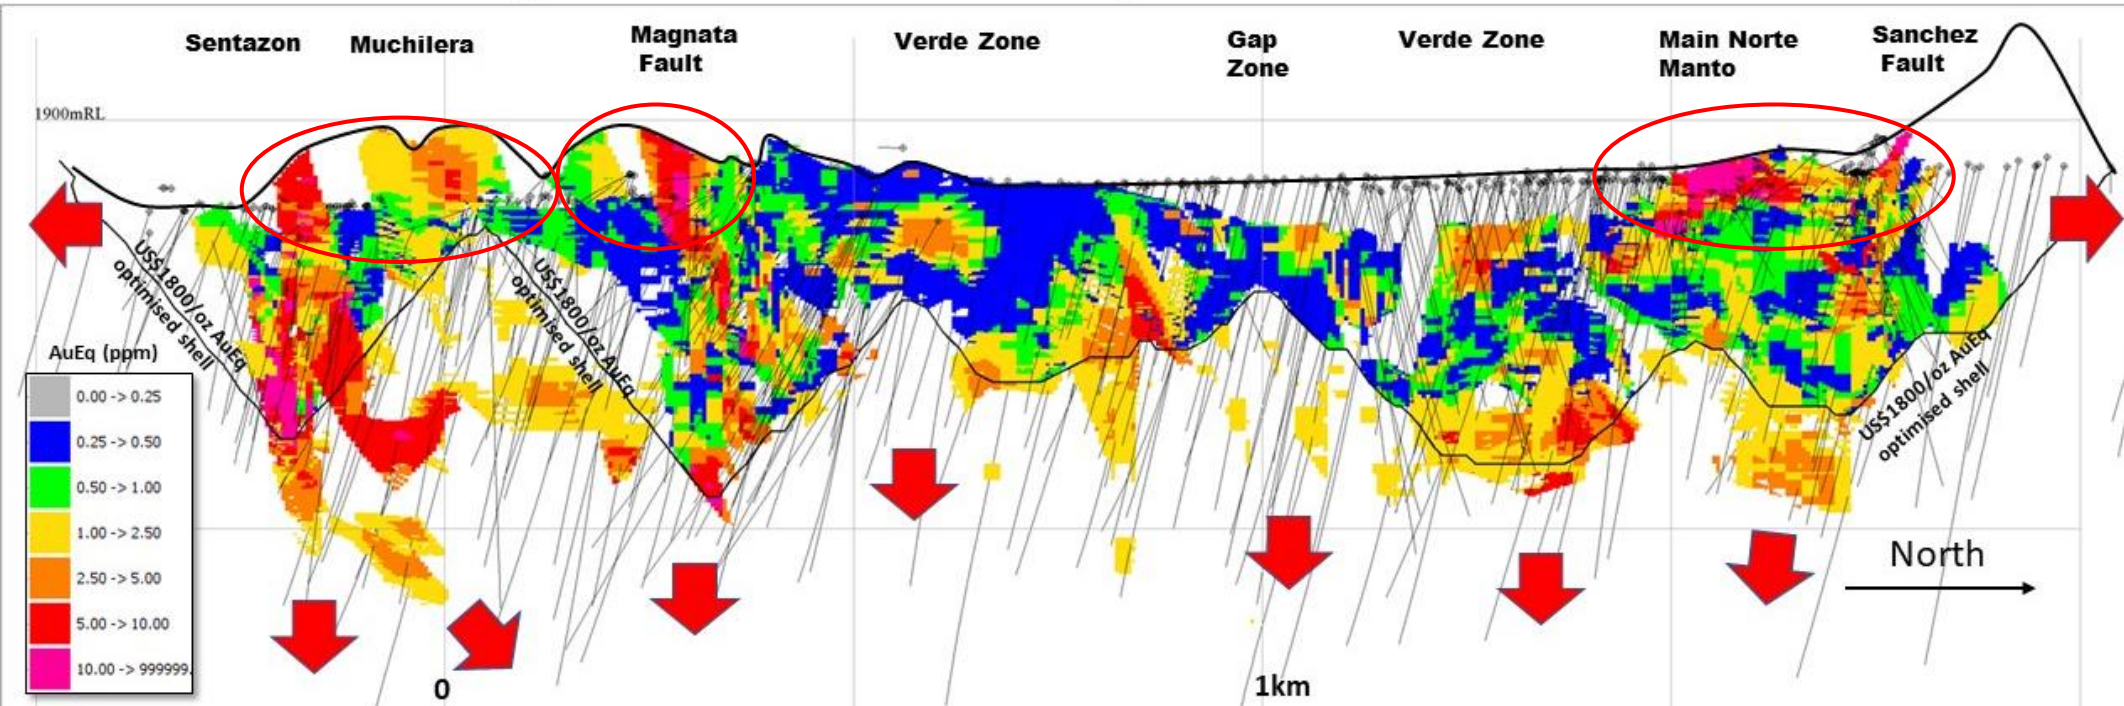 Sentazon
Muchilera
Magnata
Fault
Verde Zone
Gap
Zone
Verde Zone
Main Norte
Manto
Sanchez
Fault
1900mRL
US$1800/oz AuEq
optimised shell
US$1800/oz AuEq
optimised shell
US$1800/oz AuEq
optimised shell
AuEq (ppm)
0.00 -> 0.25
0.25 -> 0.50
0.50 -> 1.00
1.00 -> 2.50
2.50 -> 5.00
5.00 -> 10.00
10.00 -> 999999.
North
0
1km